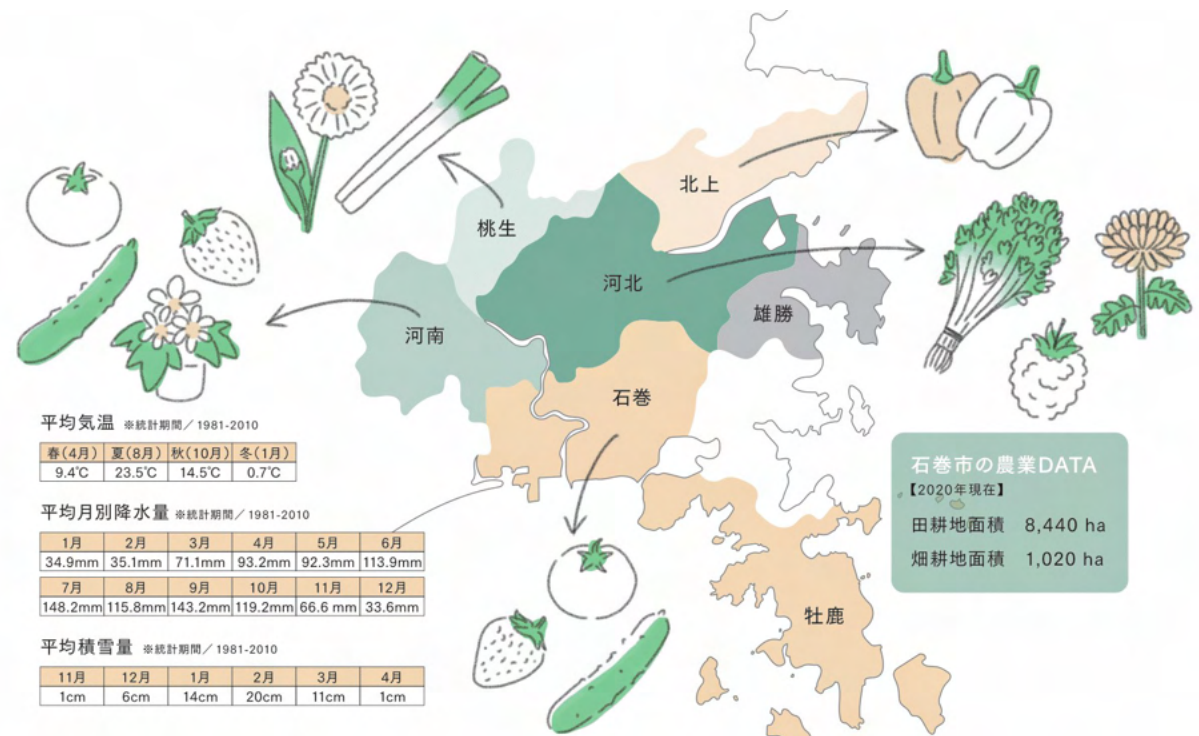 北上
桃生
河北
雄勝
河南
石巻
牡鹿
平均気温 ※統計期間／1981-2010
春(4月) 夏(8月) 秋(10月) 冬(1月)
9.4℃ 23.5℃ 14.5℃ 0.7℃
平均月別降水量 ※統計期間／1981-2010
1月 2月 3月 4月 5月 6月
34.9mm 35.1mm 71.1mm 93.2mm 92.3mm 113.9mm
7月 8月 9月 10月 11月 12月
148.2mm 115.8mm 143.2mm 119.2mm 66.6 mm 33.6mm
平均積雪量 ※統計期間／1981-2010
11月 12月 1月 2月 3月 4月
1cm 6cm 14cm 20cm 11cm 1cm
石巻市の農業DATA
【2020年現在】
田耕地面積 8,440 ha
畑耕地面積 1,020 ha